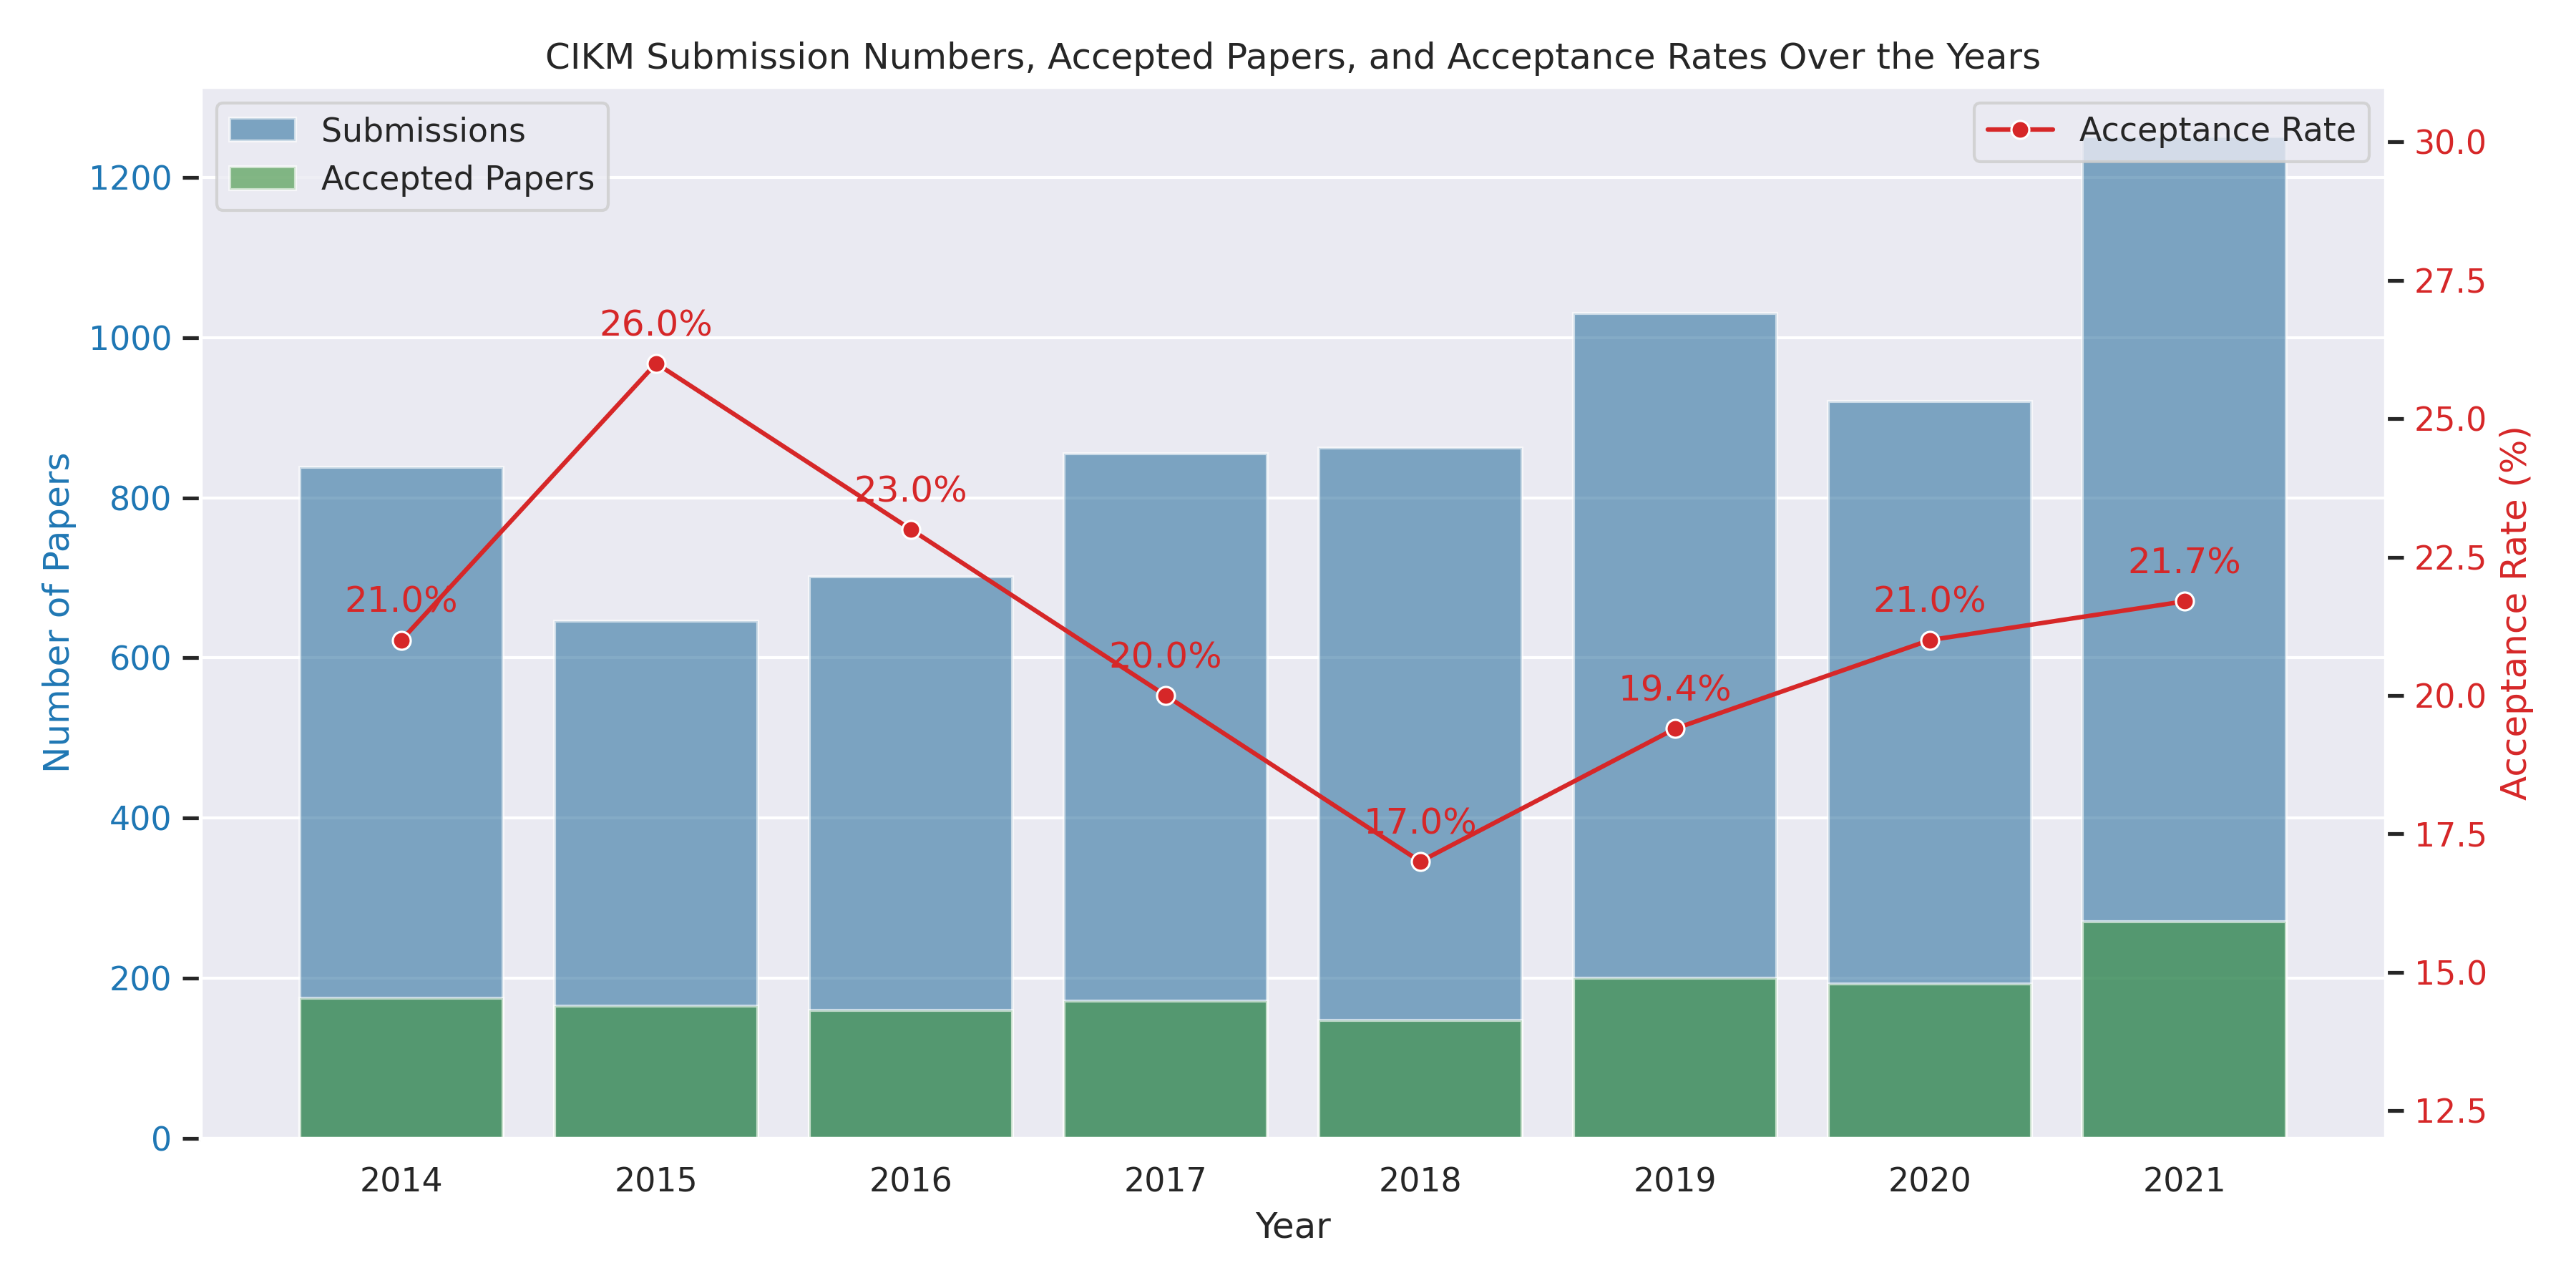 CIKM Submission Numbers, Accepted Papers, and Acceptance Rates Over the Years
Submissions
Accepted Papers
Acceptance Rate
Number of Papers
1200
1000
800
600
400
200
0
21.0%
26.0%
23.0%
20.0%
17.0%
19.4%
21.0%
21.7%
30.0
27.5
25.0
22.5
20.0
17.5
15.0
12.5
Acceptance Rate (%)
2014 2015 2016 2017 2018 2019 2020 2021
Year